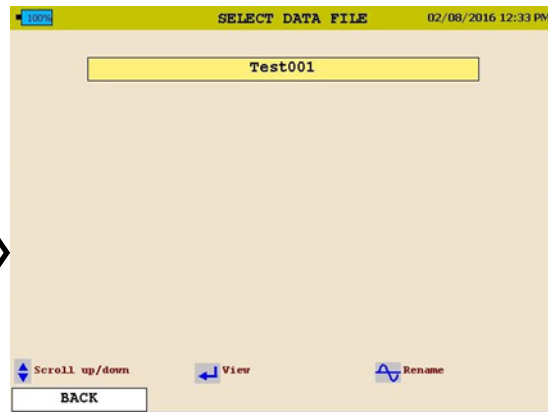 100% SELECT DATA FILE 02/08/2016 12:33 PM
Test001
Scroll up/down View Rename
BACK